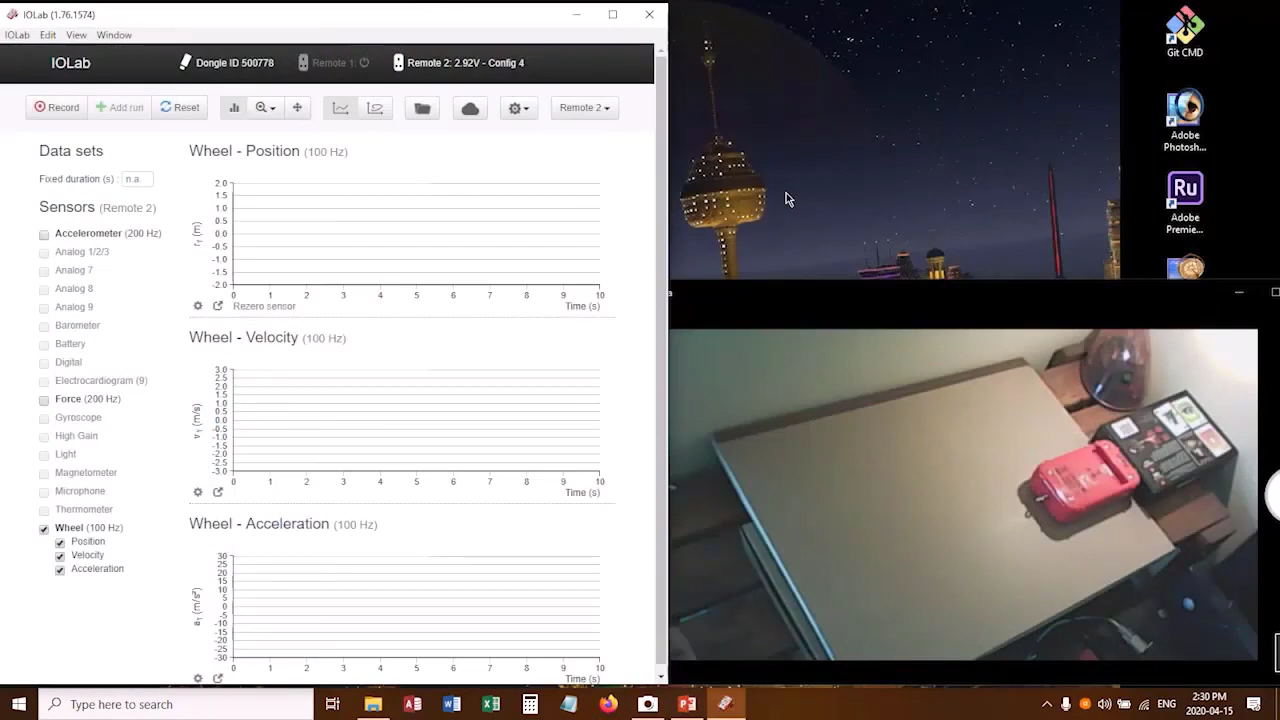 IOLab (1.76.1574)
IOLab Edit View Window
IOLab
Dongle ID 500778
Remote 1:
Remote 2: 2.92V - Config 4
Record
Add run
Reset
Remote 2
Data sets
Fixed duration (s) : n.a.
Sensors (Remote 2)
Accelerometer (200 Hz)
Analog 1/2/3
Analog 7
Analog 8
Analog 9
Barometer
Battery
Digital
Electrocardiogram (9)
Force (200 Hz)
Gyroscope
High Gain
Light
Magnetometer
Microphone
Thermometer
Wheel (100 Hz)
Position
Velocity
Acceleration
Wheel - Position (100 Hz)
2.0
1.5
1.0
0.5
0.0
-0.5
-1.0
-1.5
-2.0
0 1 2 3 4 5 6 7 8 9 10
Rezero sensor
Time (s)
Wheel - Velocity (100 Hz)
3.0
2.5
2.0
1.5
1.0
0.5
0.0
-0.5
-1.0
-1.5
-2.0
-2.5
-3.0
0 1 2 3 4 5 6 7 8 9 10
Time (s)
Wheel - Acceleration (100 Hz)
30
25
20
15
10
5
0
-5
-10
-15
-20
-25
-30
0 1 2 3 4 5 6 7 8 9 10
Time (s)
Git CMD
Adobe
Photosh...
Ru
Adobe
Premie...
Type here to search
ENG
2:30 PM
2020-04-15